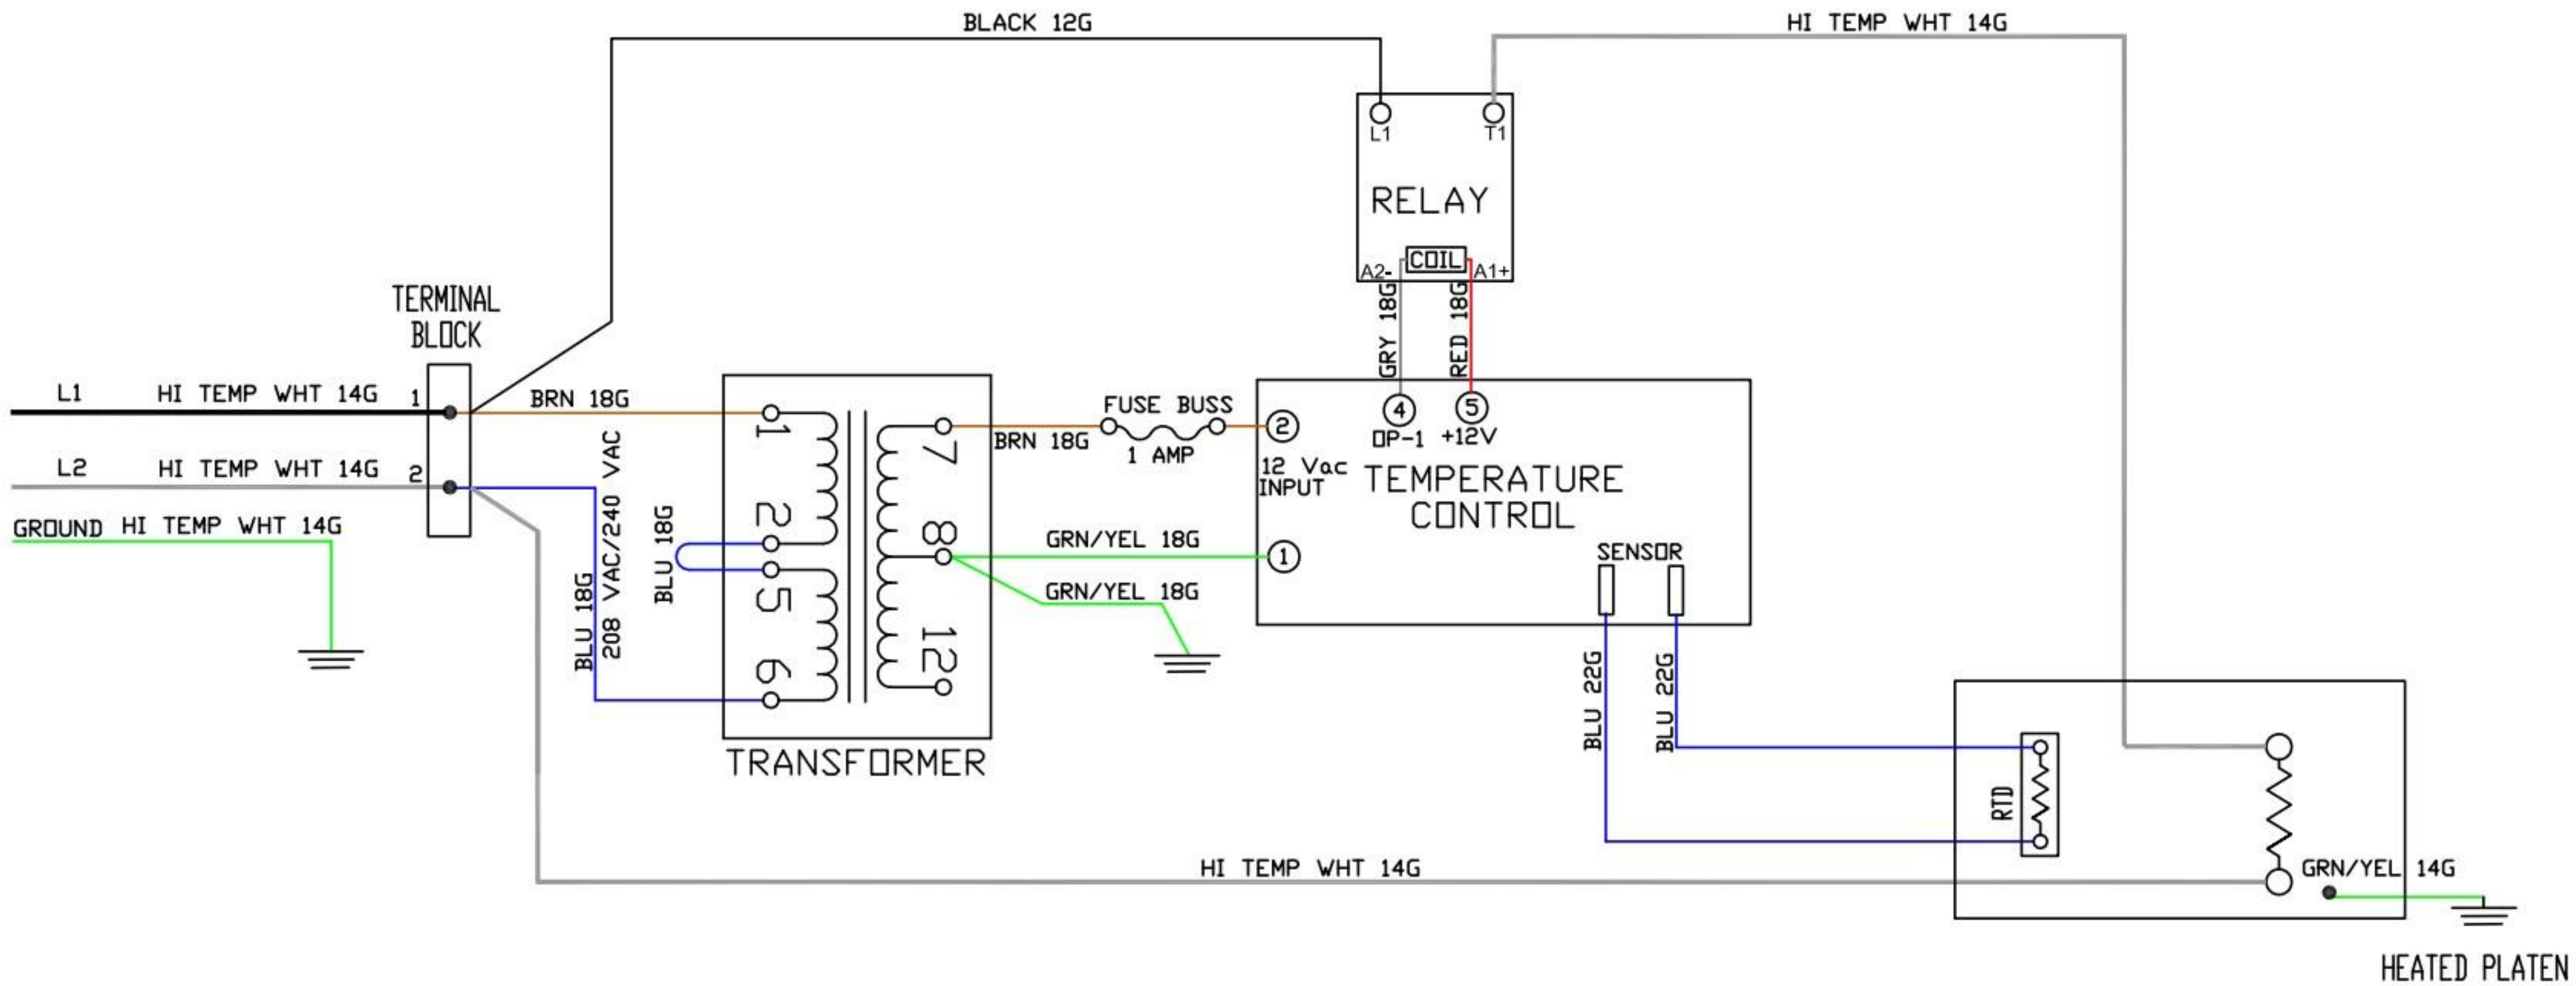 BLACK 12G
HI TEMP WHT 14G
L1
T1
RELAY
COIL
A2-
A1+
GRY 18G
RED 18G
TERMINAL
BLOCK
L1
HI TEMP WHT 14G
1
L2
HI TEMP WHT 14G
2
GROUND
HI TEMP WHT 14G
BRN 18G
BLU 18G
208 VAC/240 VAC
BLU 18G
1
2
5
6
7
8
12
TRANSFORMER
BRN 18G
FUSE BUSS
1 AMP
GRN/YEL 18G
GRN/YEL 18G
2
12 Vac
INPUT
1
4
OP-1
5
+12V
TEMPERATURE
CONTROL
SENSOR
BLU 22G
BLU 22G
RTD
HI TEMP WHT 14G
GRN/YEL 14G
HEATED PLATEN